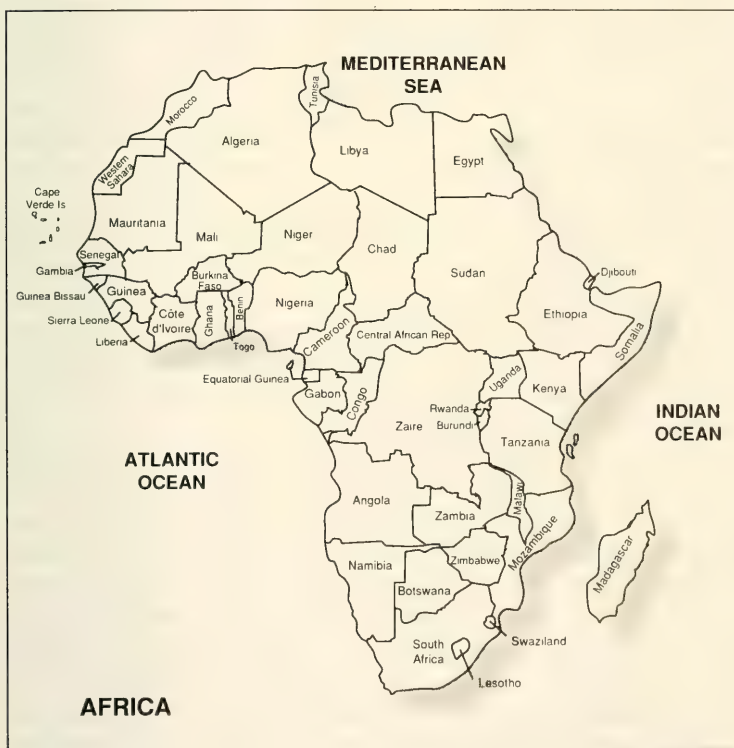 MEDITERRANEAN
SEA
Tunisia
Morocco
Algeria
Libya
Egypt
Western
Sahara
Cape
Verde Is
Mauritania
Mali
Niger
Chad
Sudan
Senegal
Gambia
Guinea Bissau
Guinea
Sierra Leone
Liberia
Côte
d'Ivoire
Burkina
Faso
Ghana
Togo
Benin
Nigeria
Cameroon
Central African Rep
Djibouti
Ethiopia
Somalia
Equatorial Guinea
Gabon
Congo
Zaire
Uganda
Kenya
Rwanda
Burundi
Tanzania
INDIAN
OCEAN
ATLANTIC
OCEAN
Angola
Zambia
Malawi
Mozambique
Madagascar
Namibia
Zimbabwe
Botswana
Swaziland
South
Africa
Lesotho
AFRICA